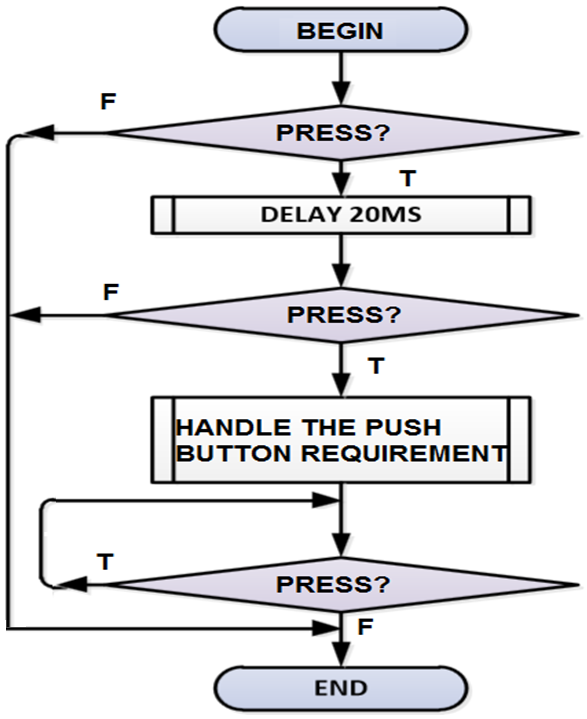 BEGIN
F
PRESS?
T
DELAY 20MS
F
PRESS?
T
HANDLE THE PUSH
BUTTON REQUIREMENT
T
PRESS?
F
END